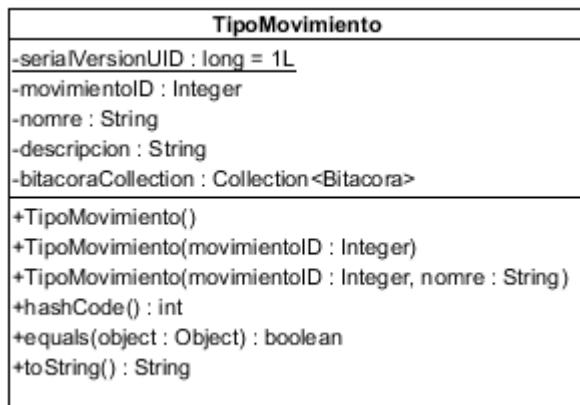 TipoMovimiento
-serialVersionUID : long = 1L
-movimientoID : Integer
-nomre : String
-descripcion : String
-bitacoraCollection : Collection<Bitacora>
+TipoMovimiento()
+TipoMovimiento(movimientoID : Integer)
+TipoMovimiento(movimientoID : Integer, nomre : String)
+hashCode() : int
+equals(object : Object) : boolean
+toString() : String